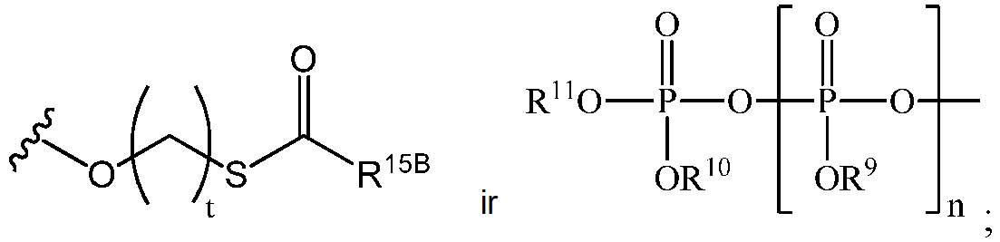 O O O
O ( ) t S R15B ir R11O P O [ P O ] n ;
OR10 OR9